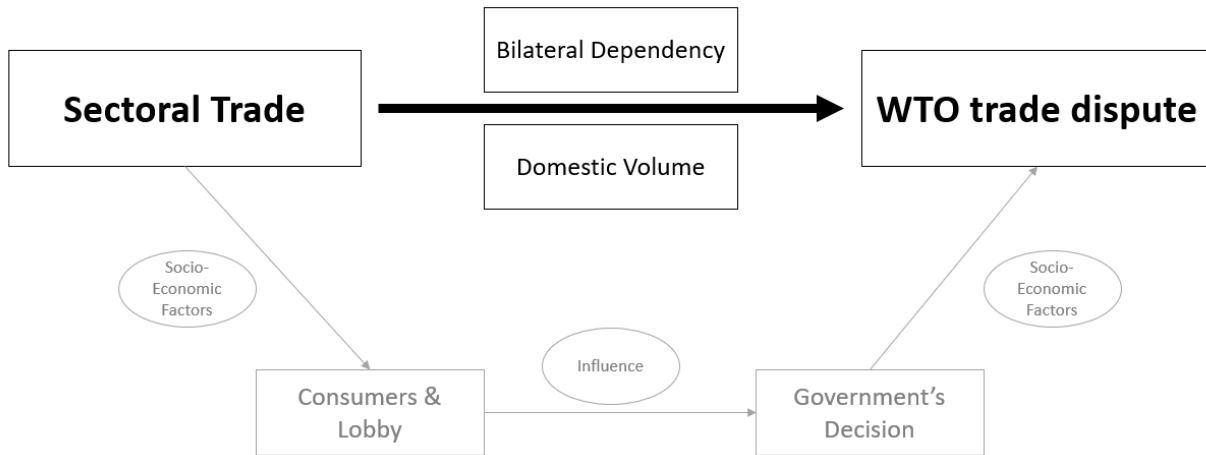 Bilateral Dependency
Sectoral Trade
WTO trade dispute
Domestic Volume
Socio-
Economic
Factors
Socio-
Economic
Factors
Influence
Consumers &
Lobby
Government's
Decision